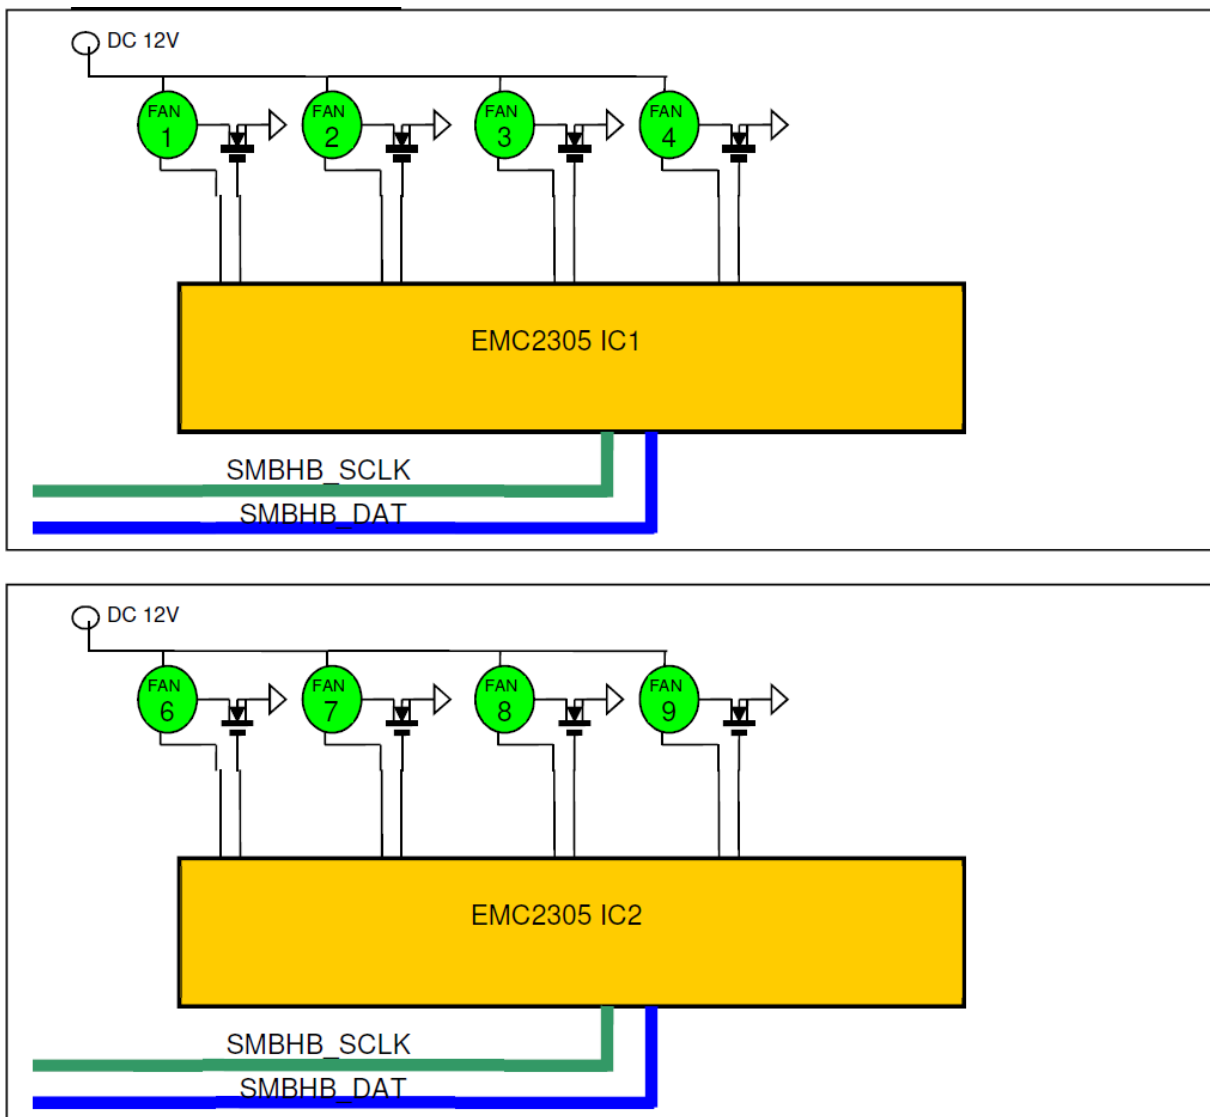 DC 12V
FAN
1
FAN
2
FAN
3
FAN
4
EMC2305 IC1
SMBHB_SCLK
SMBHB_DAT
DC 12V
FAN
6
FAN
7
FAN
8
FAN
9
EMC2305 IC2
SMBHB_SCLK
SMBHB_DAT